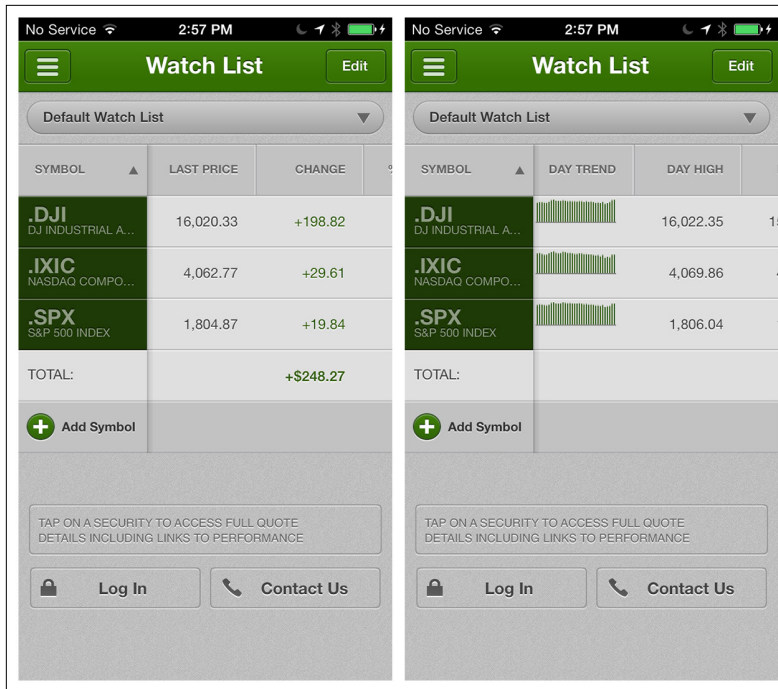 No Service 2:57 PM
Watch List Edit
Default Watch List
SYMBOL LAST PRICE CHANGE %
.DJI 16,020.33 +198.82
DJ INDUSTRIAL A...
.IXIC 4,062.77 +29.61
NASDAQ COMPO...
.SPX 1,804.87 +19.84
S&P 500 INDEX
TOTAL: +$248.27
Add Symbol
TAP ON A SECURITY TO ACCESS FULL QUOTE
DETAILS INCLUDING LINKS TO PERFORMANCE
Log In Contact Us
No Service 2:57 PM
Watch List Edit
Default Watch List
SYMBOL DAY TREND DAY HIGH
.DJI 16,022.35
DJ INDUSTRIAL A...
.IXIC 4,069.86
NASDAQ COMPO...
.SPX 1,806.04
S&P 500 INDEX
TOTAL:
Add Symbol
TAP ON A SECURITY TO ACCESS FULL QUOTE
DETAILS INCLUDING LINKS TO PERFORMANCE
Log In Contact Us